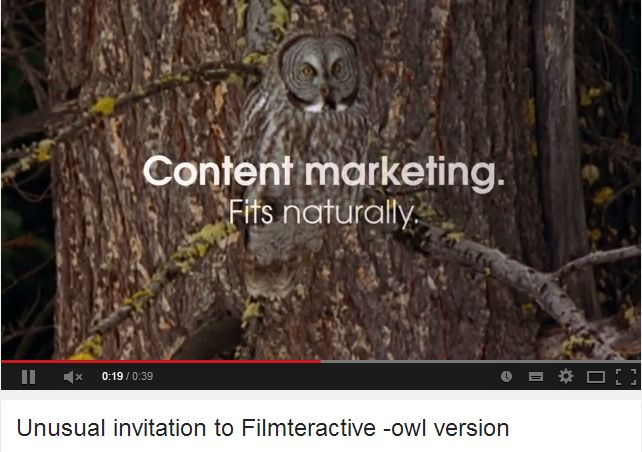 Content marketing.
Fits naturally.
0:19 / 0:39
Unusual invitation to Filmteractive -owl version